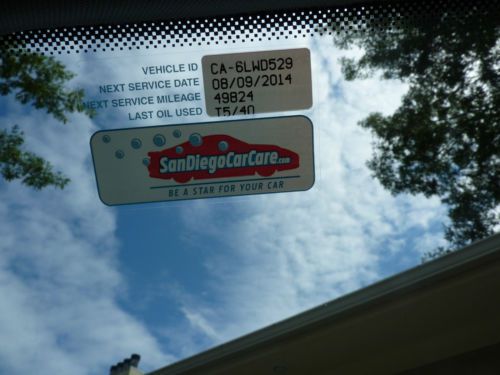 VEHICLE ID CA-6LWD529
NEXT SERVICE DATE 08/09/2014
NEXT SERVICE MILEAGE 49824
LAST OIL USED T5/40
SanDiegoCarCare.com
BE A STAR FOR YOUR CAR